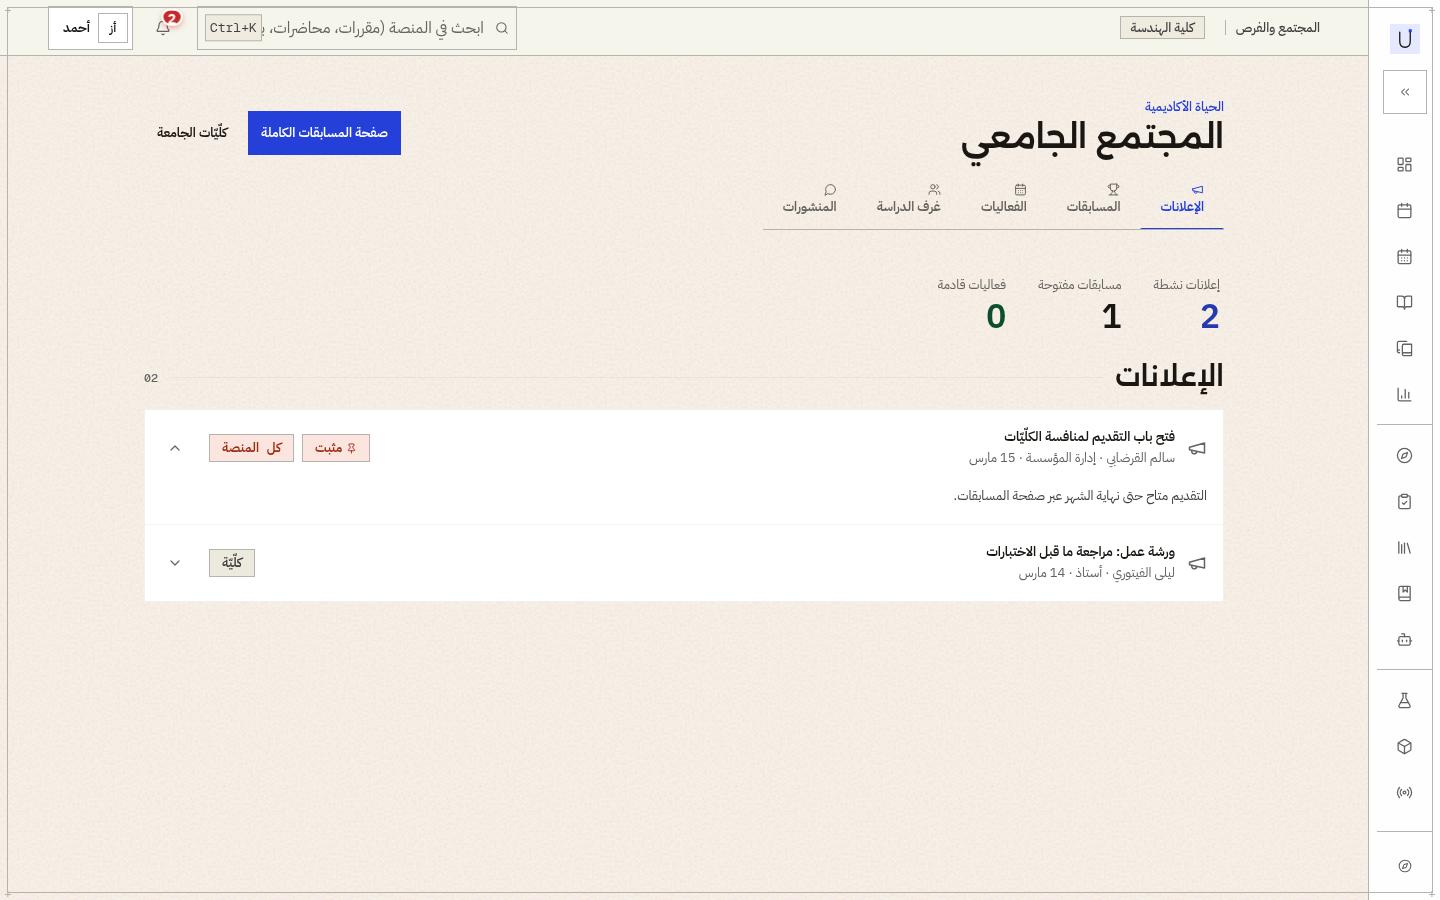 المجتمع والفرص
كلية الهندسة
ابحث في المنصة (مقررات، محاضرات،
Ctrl+K
2
أز
أحمد
الحياة الأكاديمية
المجتمع الجامعي
صفحة المسابقات الكاملة
كلّيّات الجامعة
الإعلانات
المسابقات
الفعاليات
غرف الدراسة
المنشورات
إعلانات نشطة
2
مسابقات مفتوحة
1
فعاليات قادمة
0
الإعلانات
02
فتح باب التقديم لمنافسة الكلّيّات
سالم القرضابي · إدارة المؤسسة · 15 مارس
مثبت
كل المنصة
التقديم متاح حتى نهاية الشهر عبر صفحة المسابقات.
ورشة عمل: مراجعة ما قبل الاختبارات
ليلى الفيتوري · أستاذ · 14 مارس
كلّيّة